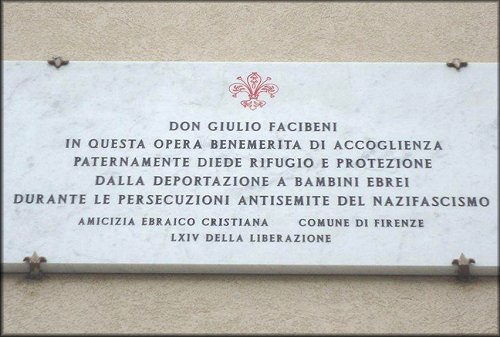 DON GIULIO FACIBENI
IN QUESTA OPERA BENEMERITA DI ACCOGLIENZA
PATERNAMENTE DIEDE RIFUGIO E PROTEZIONE
DALLA DEPORTAZIONE A BAMBINI EBREI
DURANTE LE PERSECUZIONI ANTISEMITE DEL NAZIFASCISMO
AMICIZIA EBRAICO CRISTIANA COMUNE DI FIRENZE
LXIV DELLA LIBERAZIONE